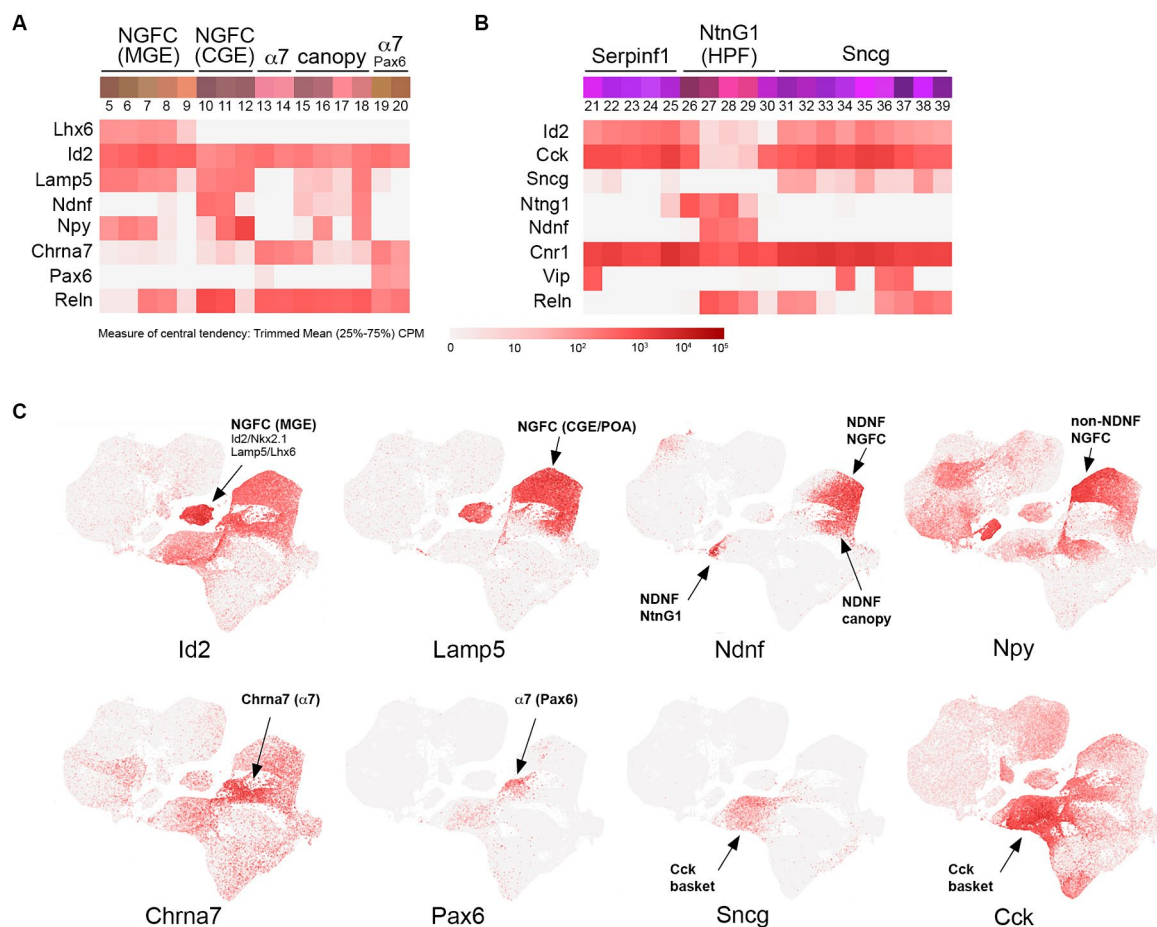 A
NGFC
(MGE)
NGFC
(CGE)
α7
canopy
α7
Pax6
5 6 7 8 9 10 11 12 13 14 15 16 17 18 19 20
Lhx6
Id2
Lamp5
Ndnf
Npy
Chrna7
Pax6
Reln
Measure of central tendency: Trimmed Mean (25%-75%) CPM
0 10 10² 10³ 10⁴ 10⁵
B
Serpinf1
NtnG1
(HPF)
Sncg
21 22 23 24 25 26 27 28 29 30 31 32 33 34 35 36 37 38 39
Id2
Cck
Sncg
Ntng1
Ndnf
Cnr1
Vip
Reln
C
NGFC (MGE)
Id2/Nkx2.1
Lamp5/Lhx6
Id2
NGFC (CGE/POA)
Lamp5
NDNF
NGFC
NDNF
NtnG1
NDNF
canopy
Ndnf
non-NDNF
NGFC
Npy
Chrna7 (α7)
Chrna7
α7 (Pax6)
Pax6
Cck
basket
Sncg
Cck
basket
Cck